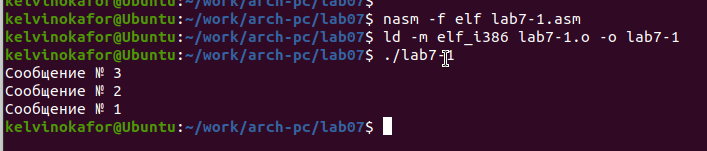 kelvinokafor@Ubuntu:~/work/arch-pc/lab07$ nasm -f elf lab7-1.asm
kelvinokafor@Ubuntu:~/work/arch-pc/lab07$ ld -m elf_i386 lab7-1.o -o lab7-1
kelvinokafor@Ubuntu:~/work/arch-pc/lab07$ ./lab7-1
Сообщение № 3
Сообщение № 2
Сообщение № 1
kelvinokafor@Ubuntu:~/work/arch-pc/lab07$